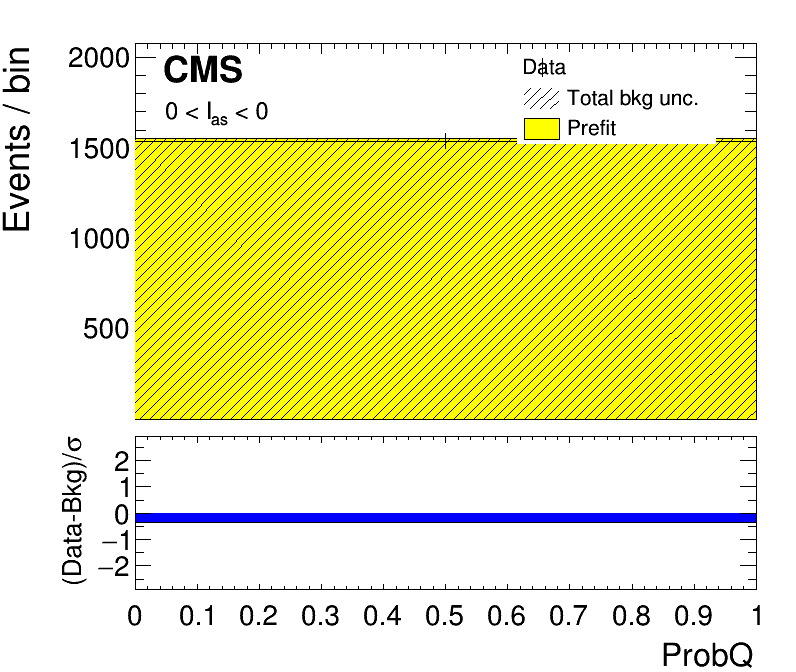 Events / bin
2000
1500
1000
500
CMS
0 < I_as < 0
Data
Total bkg unc.
Prefit
(Data-Bkg)/σ
2
1
0
−1
−2
0 0.1 0.2 0.3 0.4 0.5 0.6 0.7 0.8 0.9 1
ProbQ